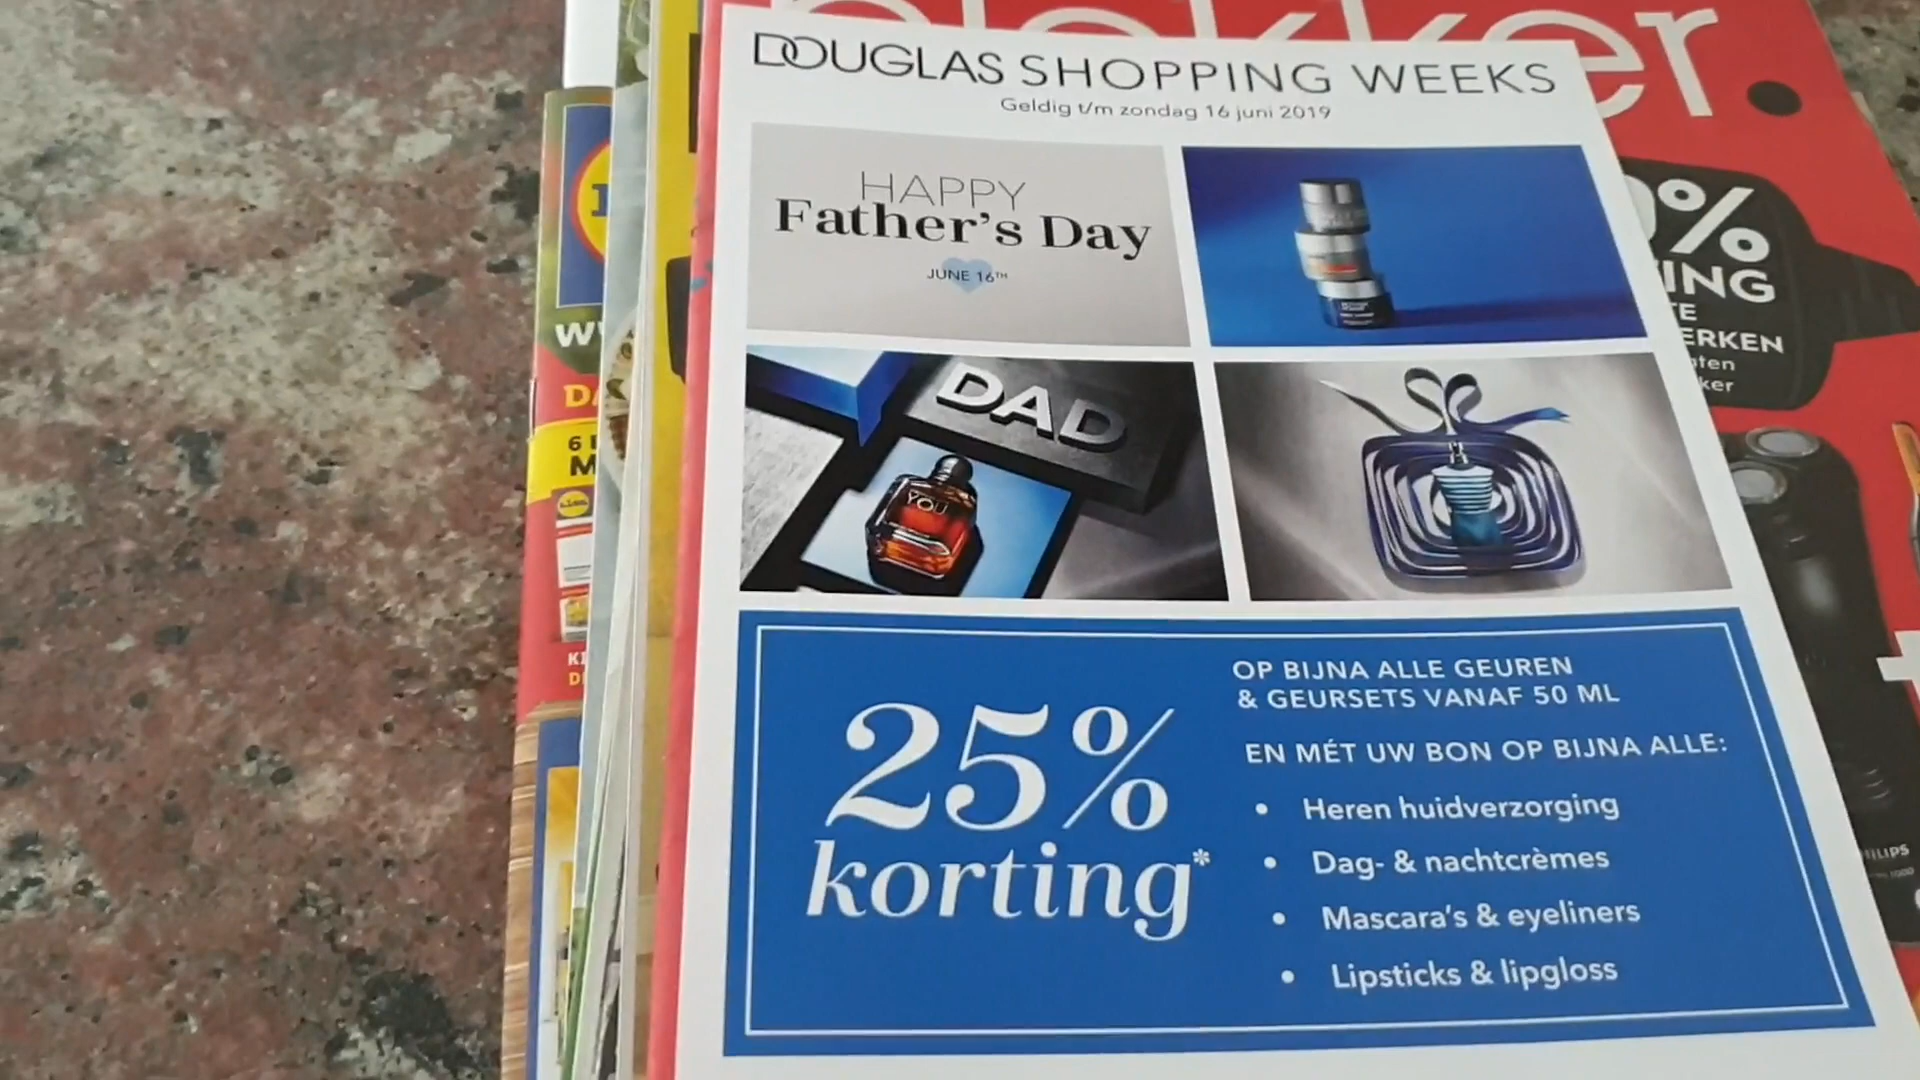 DOUGLAS SHOPPING WEEKS
Geldig t/m zondag 16 juni 2019
HAPPY
Father's Day
JUNE 16TH
DAD
YOU
25%
korting*
OP BIJNA ALLE GEUREN
& GEURSETS VANAF 50 ML
EN MÉT UW BON OP BIJNA ALLE:
• Heren huidverzorging
• Dag- & nachtcrèmes
• Mascara's & eyeliners
• Lipsticks & lipgloss
PHILIPS